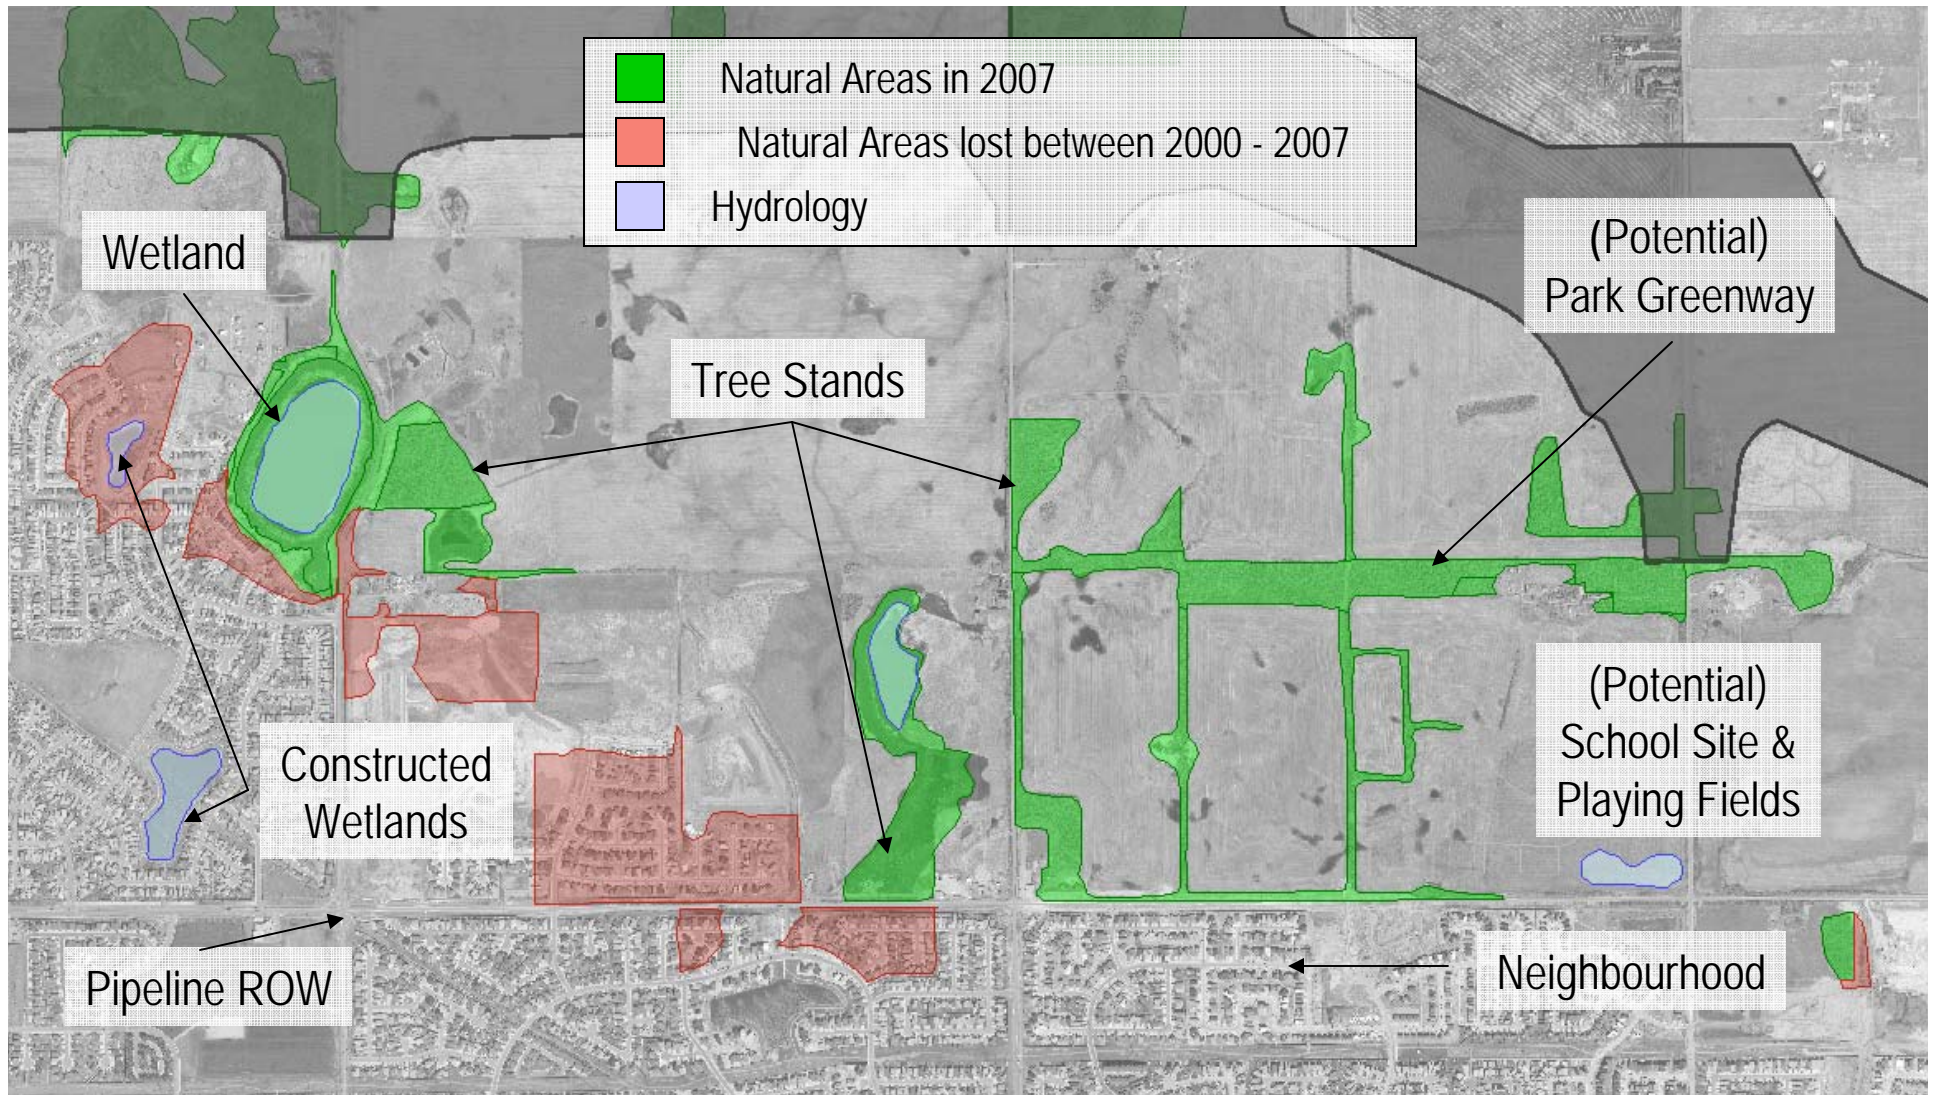 Natural Areas in 2007
Natural Areas lost between 2000 - 2007
Hydrology
Wetland
(Potential)
Park Greenway
Tree Stands
(Potential)
School Site &
Playing Fields
Constructed
Wetlands
Pipeline ROW
Neighbourhood